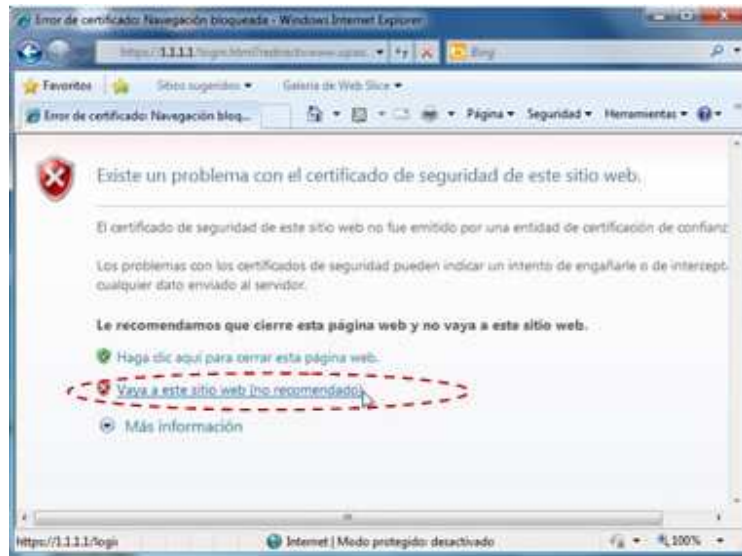 Error de certificado: Navegación bloqueada - Windows Internet Explorer
https://1.1.1.1/login.html?redirect=www.upao. Bing
Favoritos Sitios sugeridos Galería de Web Slice
Error de certificado: Navegación bloq... Página Seguridad Herramientas
Existe un problema con el certificado de seguridad de este sitio web.
El certificado de seguridad de este sitio web no fue emitido por una entidad de certificación de confianz
Los problemas con los certificados de seguridad pueden indicar un intento de engañarle o de intercept
cualquier dato enviado al servidor.
Le recomendamos que cierre esta página web y no vaya a este sitio web.
Haga clic aquí para cerrar esta página web.
Vaya a este sitio web (no recomendado).
Más información
https://1.1.1.1/login Internet | Modo protegido: desactivado 100%